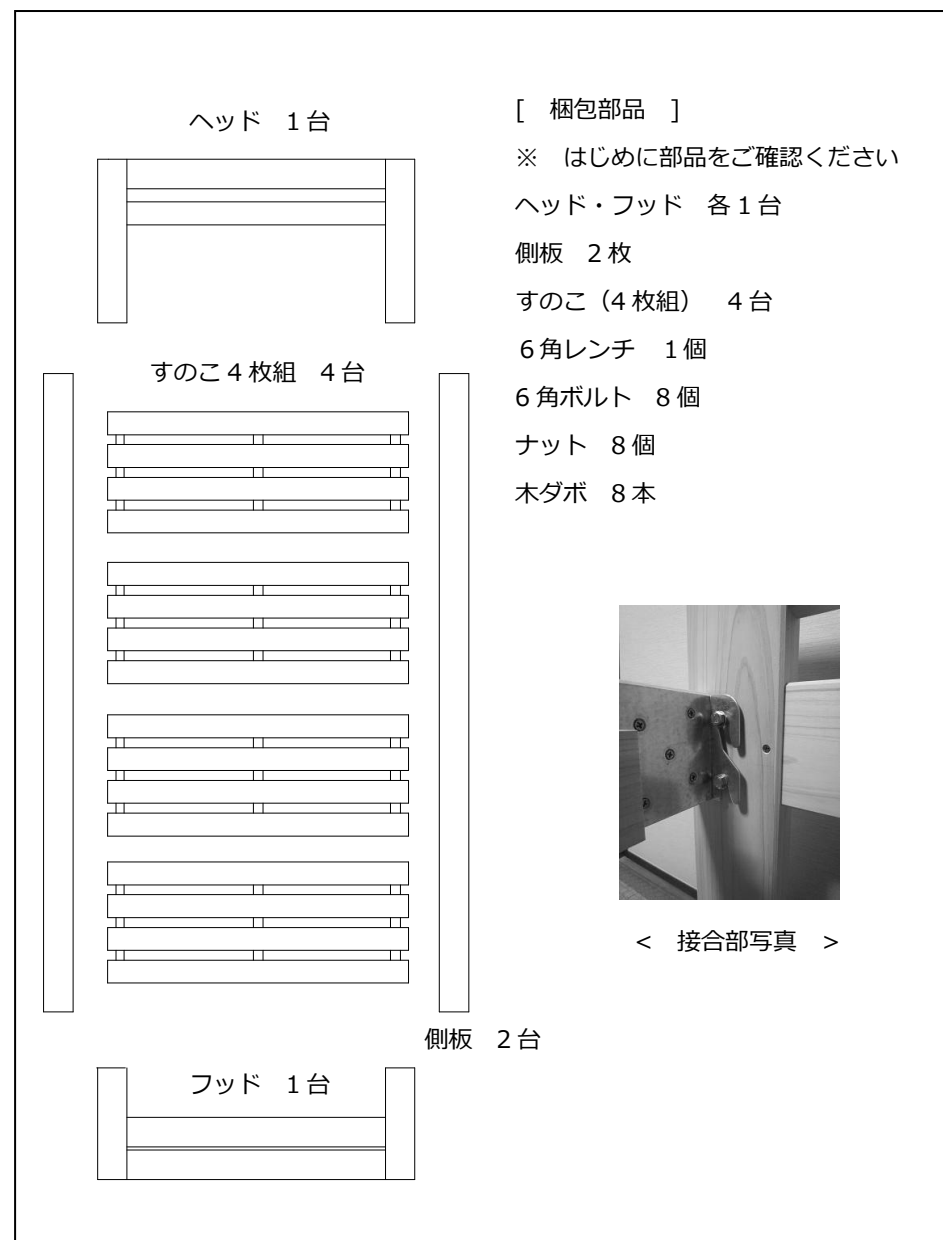 ヘッド　1台
[　梱包部品　]
※　はじめに部品をご確認ください
ヘッド・フッド　各1台
側板　2枚
すのこ（4枚組）　4台
6角レンチ　1個
6角ボルト　8個
ナット　8個
木ダボ　8本
すのこ4枚組　4台
<　接合部写真　>
側板　2台
フッド　1台